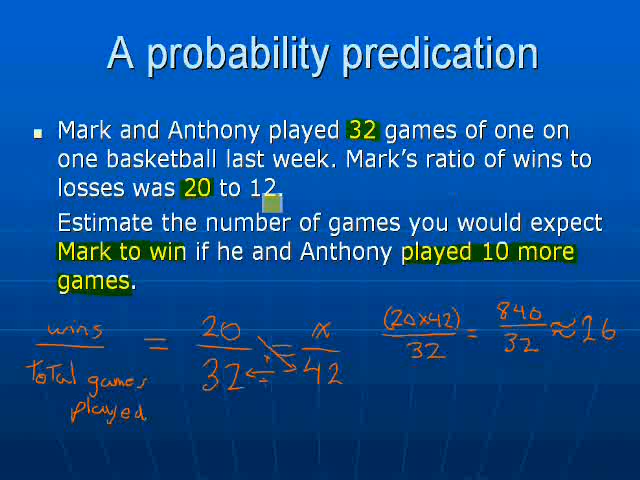 A probability predication
Mark and Anthony played 32 games of one on
one basketball last week. Mark's ratio of wins to
losses was 20 to 12.
Estimate the number of games you would expect
Mark to win if he and Anthony played 10 more
games.
wins / total games played = 20/32 = x/42
(20×42)/32 = 840/32 ≈ 26